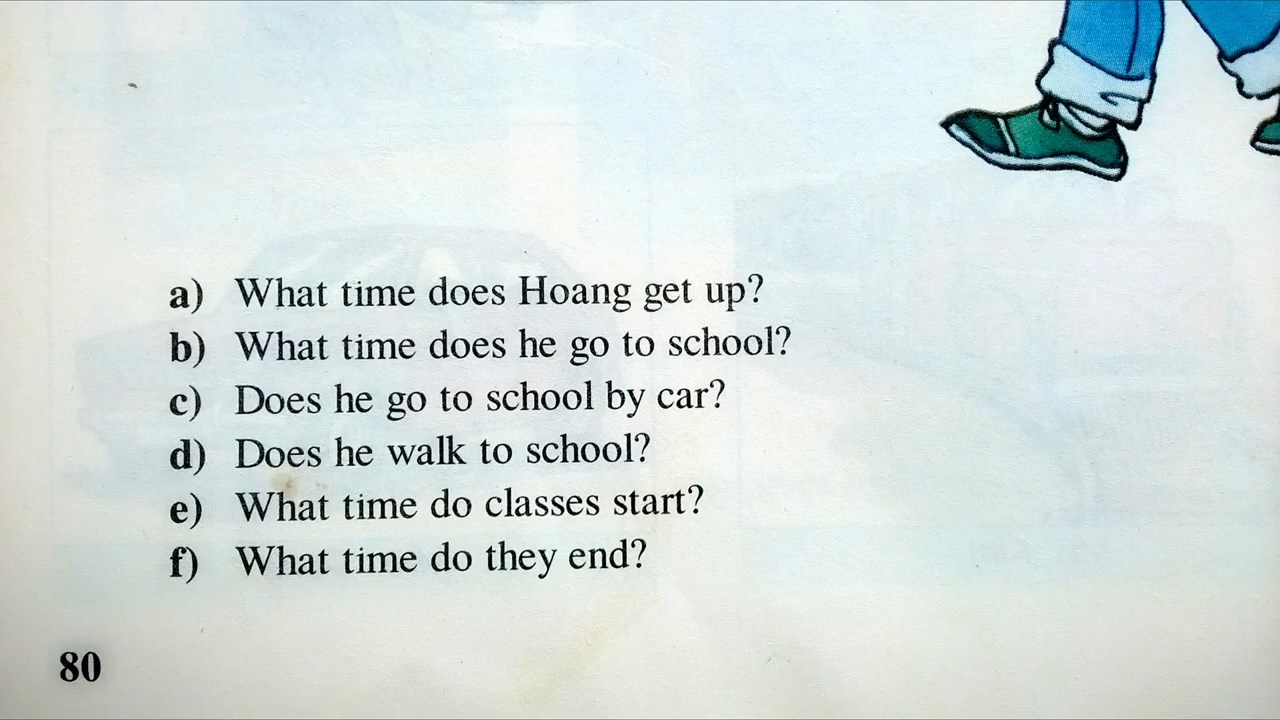 a) What time does Hoang get up?
b) What time does he go to school?
c) Does he go to school by car?
d) Does he walk to school?
e) What time do classes start?
f) What time do they end?
80